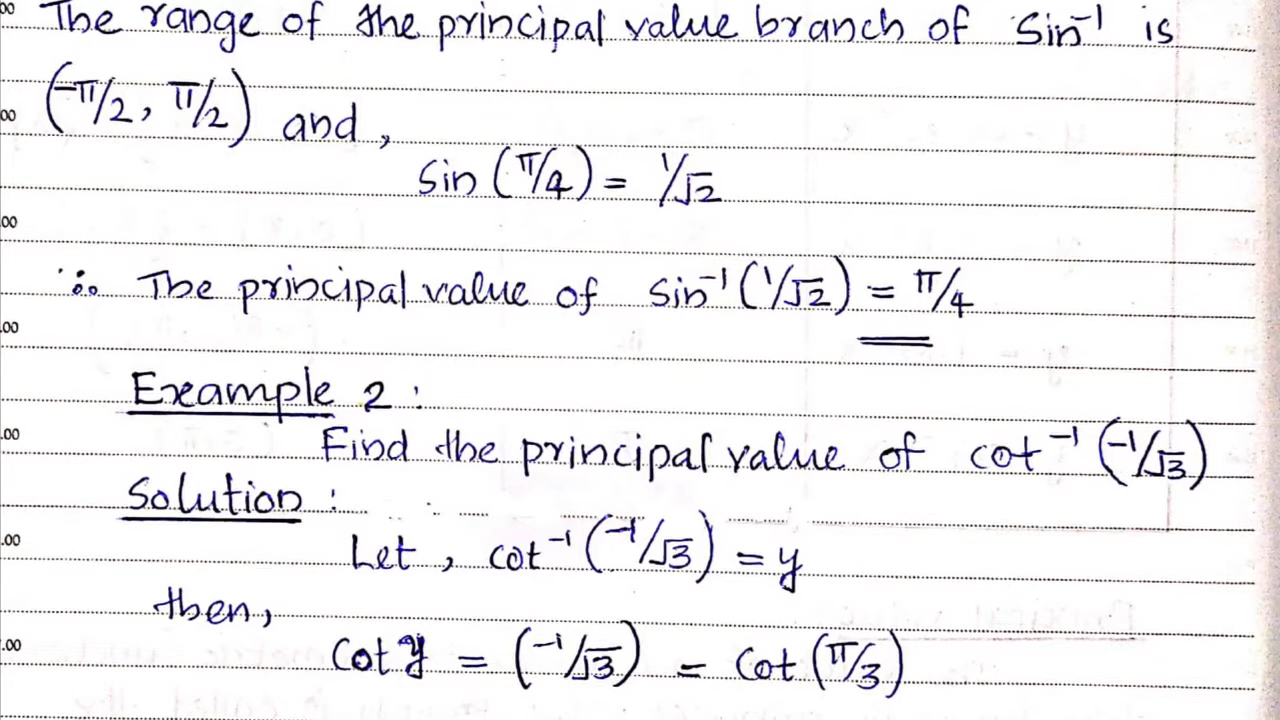 The range of the principal value branch of Sin⁻¹ is
(-π/2, π/2) and,
Sin (π/4) = 1/√2
∴ The principal value of Sin⁻¹(1/√2) = π/4
Example 2 :
Find the principal value of cot⁻¹ (-1/√3)
Solution :
Let, cot⁻¹ (-1/√3) = y
then,
Cot y = (-1/√3) = Cot (π/3)